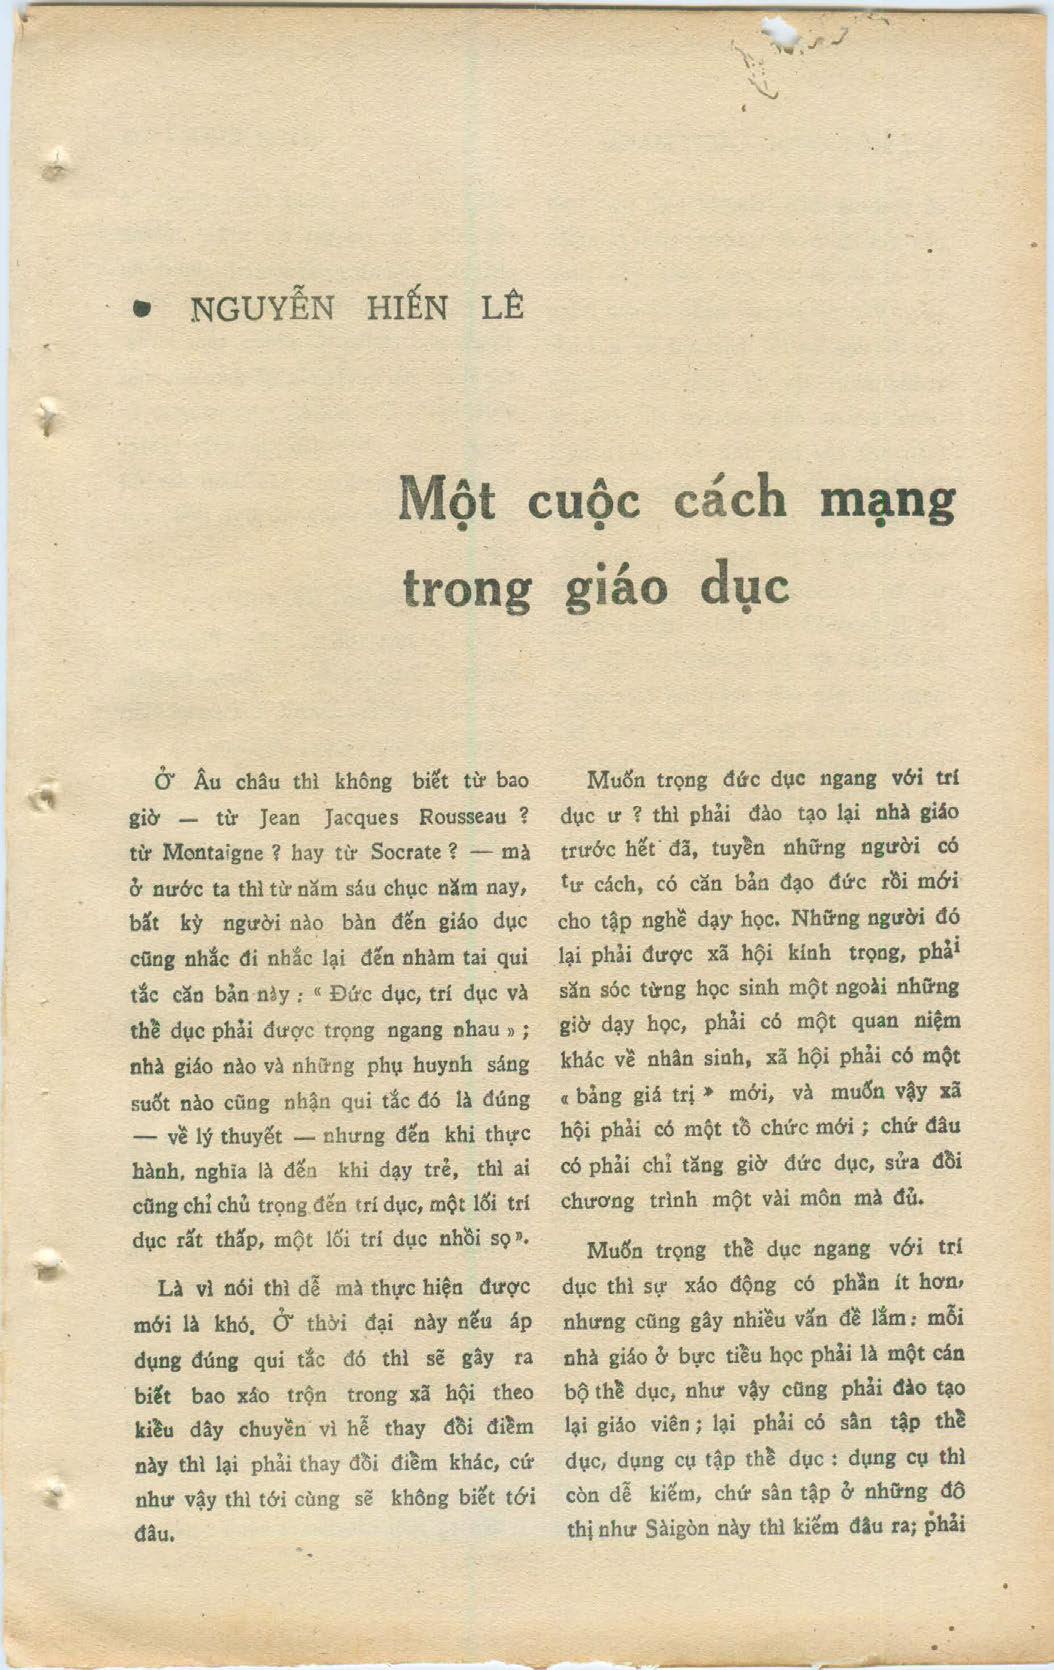 ● NGUYỄN HIẾN LÊ
Một cuộc cách mạng
trong giáo dục
Ở Âu châu thì không biết từ bao
giờ — từ Jean Jacques Rousseau ?
từ Montaigne ? hay từ Socrate ? — mà
ở nước ta thì từ năm sáu chục năm nay,
bất kỳ người nào bàn đến giáo dục
cũng nhắc đi nhắc lại đến nhàm tai qui
tắc căn bản này : « Đức dục, trí dục và
thể dục phải được trọng ngang nhau » ;
nhà giáo nào và những phụ huynh sáng
suốt nào cũng nhận qui tắc đó là đúng
— về lý thuyết — nhưng đến khi thực
hành, nghĩa là đến khi dạy trẻ, thì ai
cũng chỉ chủ trọng đến trí dục, một lối trí
dục rất thấp, một lối trí dục nhồi sọ ».
Là vì nói thì dễ mà thực hiện được
mới là khó. Ở thời đại này nếu áp
dụng đúng qui tắc đó thì sẽ gây ra
biết bao xáo trộn trong xã hội theo
kiểu dây chuyền vì hễ thay đổi điểm
này thì lại phải thay đổi điểm khác, cứ
như vậy thì tới cùng sẽ không biết tới
đâu.
Muốn trọng đức dục ngang với trí
dục ư ? thì phải đào tạo lại nhà giáo
trước hết đã, tuyển những người có
tư cách, có căn bản đạo đức rồi mới
cho tập nghề dạy học. Những người đó
lại phải được xã hội kính trọng, phải
săn sóc từng học sinh một ngoài những
giờ dạy học, phải có một quan niệm
khác về nhân sinh, xã hội phải có một
« bảng giá trị » mới, và muốn vậy xã
hội phải có một tổ chức mới ; chứ đâu
có phải chỉ tăng giờ đức dục, sửa đổi
chương trình một vài môn mà đủ.
Muốn trọng thể dục ngang với trí
dục thì sự xáo động có phần ít hơn,
nhưng cũng gây nhiều vấn đề lắm : mỗi
nhà giáo ở bực tiểu học phải là một cán
bộ thể dục, như vậy cũng phải đào tạo
lại giáo viên ; lại phải có sân tập thể
dục, dụng cụ tập thể dục : dụng cụ thì
còn dễ kiếm, chứ sân tập ở những đô
thị như Sàigòn này thì kiếm đâu ra; phải